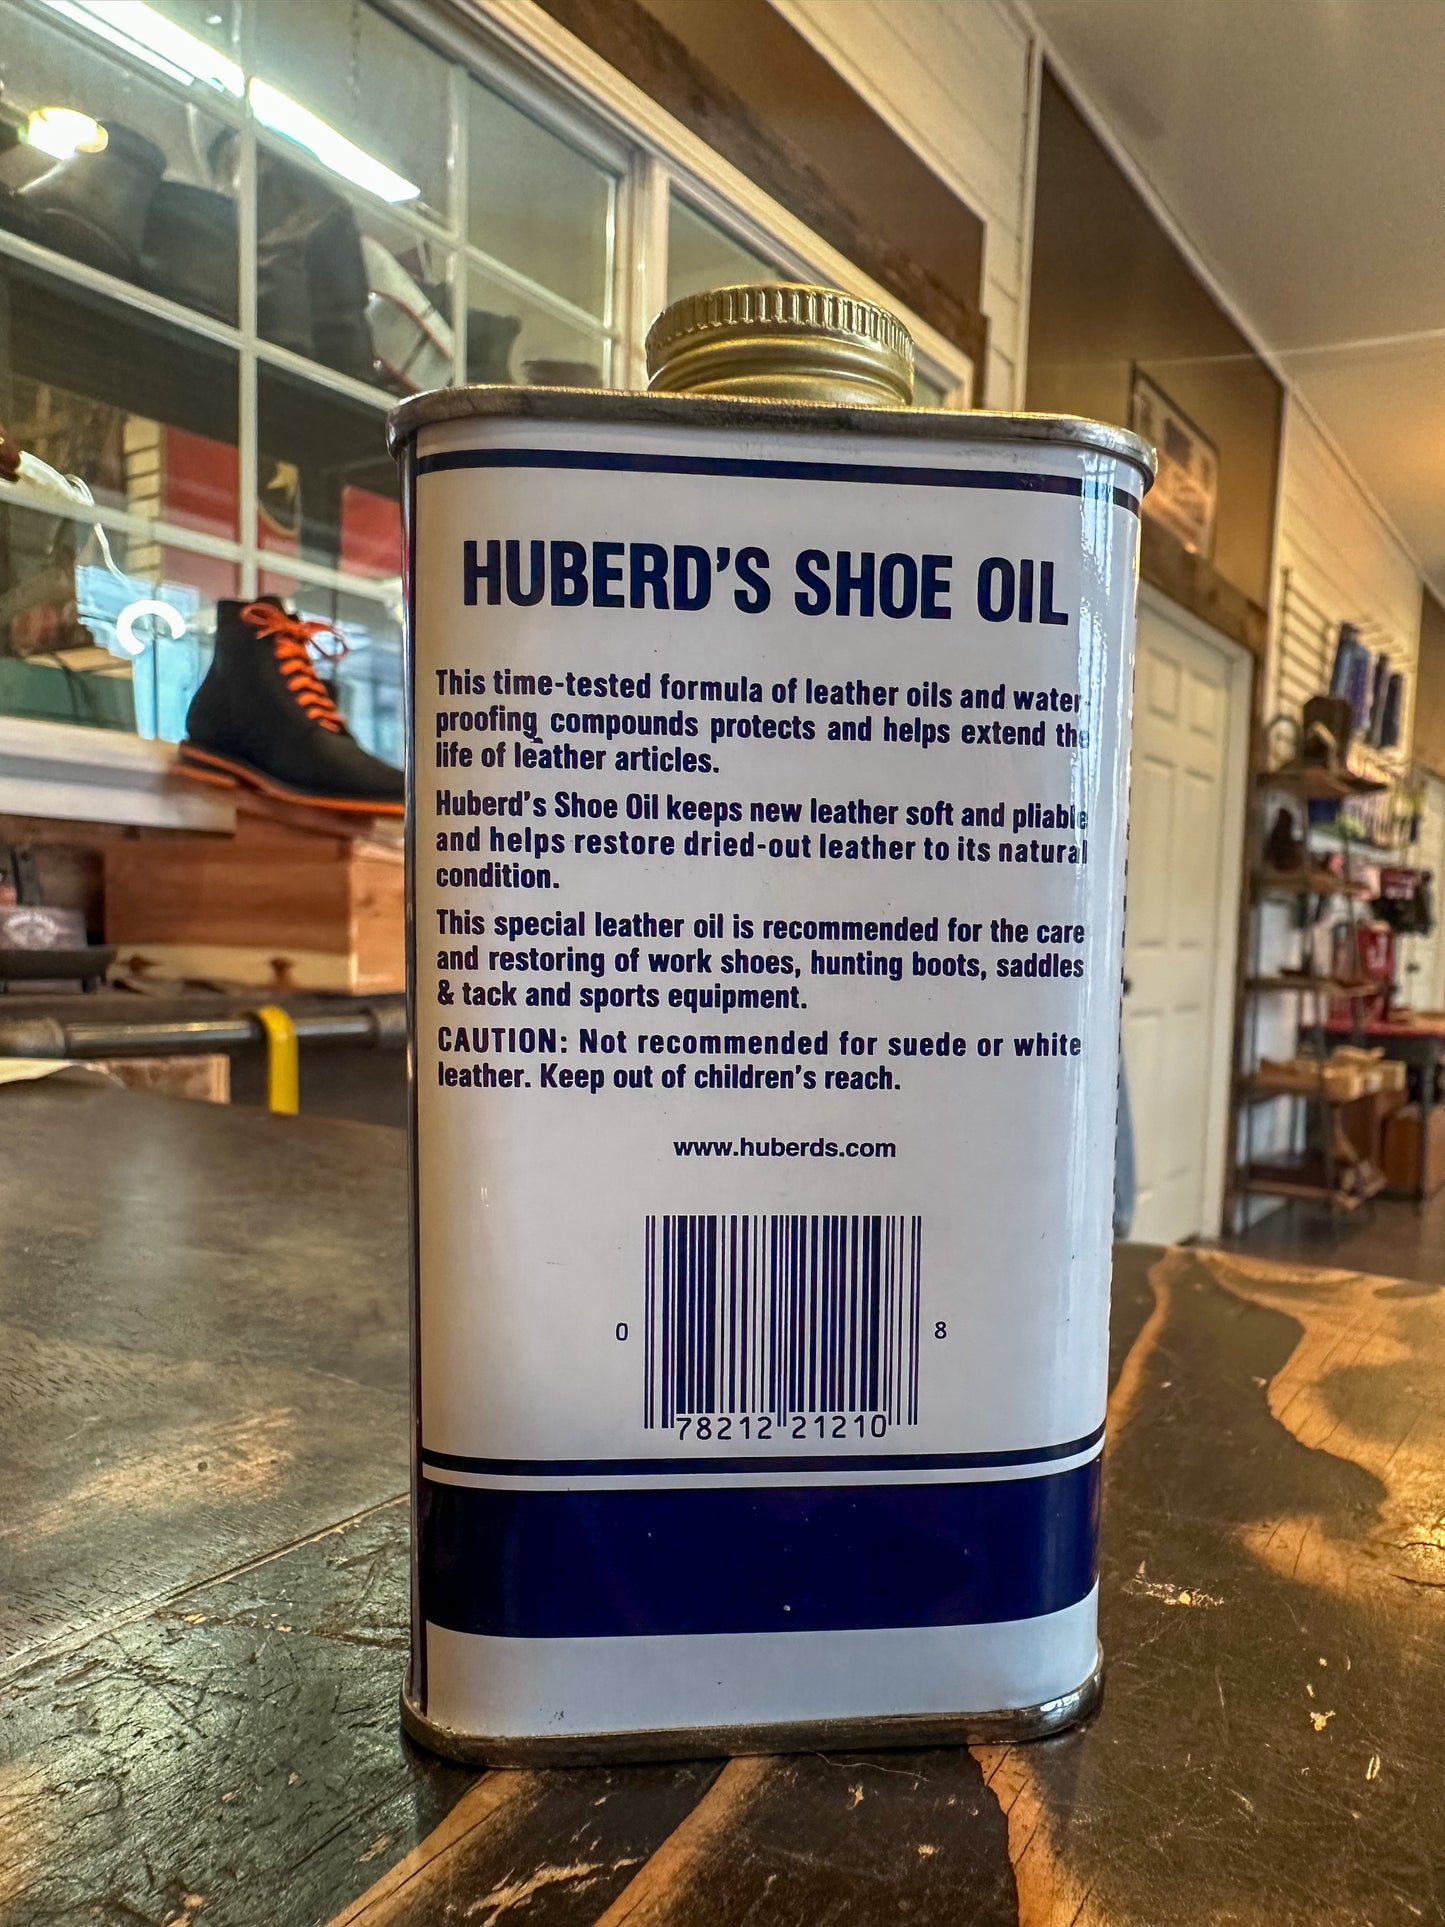 HUBERD'S SHOE OIL
This time-tested formula of leather oils and water-
proofing compounds protects and helps extend the
life of leather articles.
Huberd's Shoe Oil keeps new leather soft and pliable
and helps restore dried-out leather to its natural
condition.
This special leather oil is recommended for the care
and restoring of work shoes, hunting boots, saddles
& tack and sports equipment.
CAUTION: Not recommended for suede or white
leather. Keep out of children's reach.
www.huberds.com
0 8
78212 21210